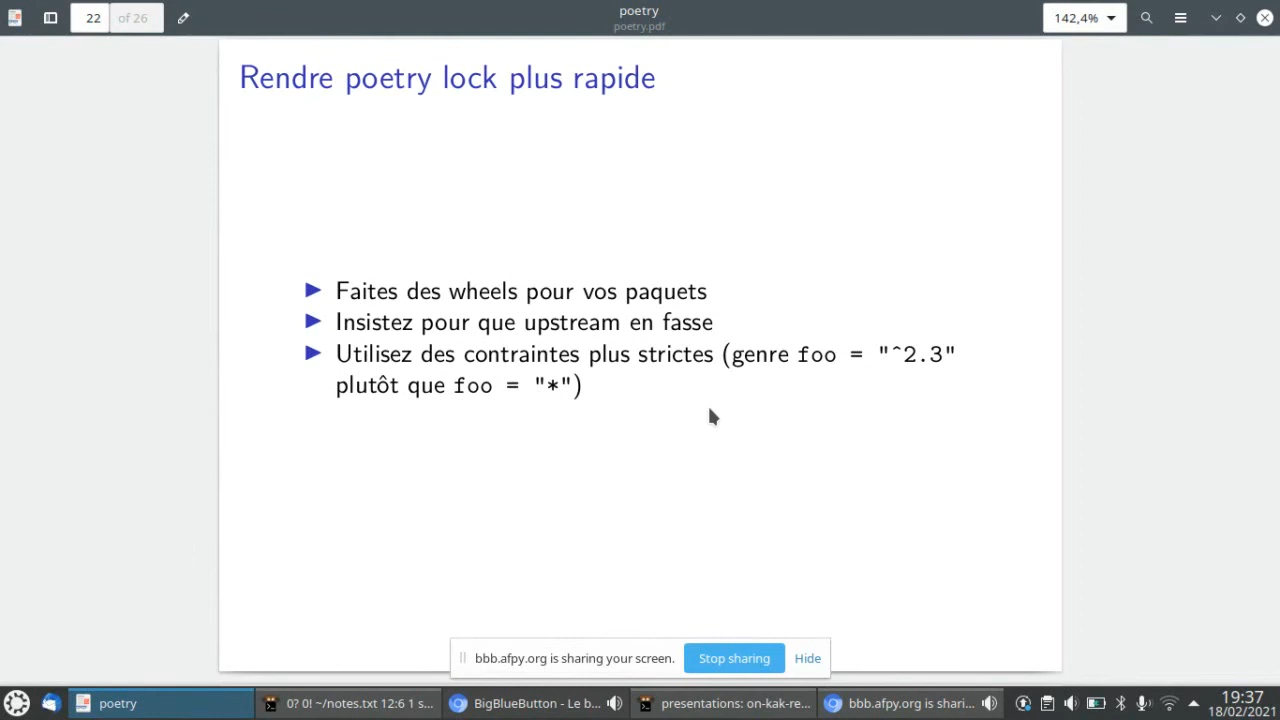 poetry
poetry.pdf
22 of 26
142,4%
Rendre poetry lock plus rapide
Faites des wheels pour vos paquets
Insistez pour que upstream en fasse
Utilisez des contraintes plus strictes (genre foo = "^2.3"
plutôt que foo = "*")
bbb.afpy.org is sharing your screen.
Stop sharing
Hide
poetry
0? 0! ~/notes.txt 12:6 1 s...
BigBlueButton - Le b...
presentations: on-kak-re...
bbb.afpy.org is shari...
19:37
18/02/2021